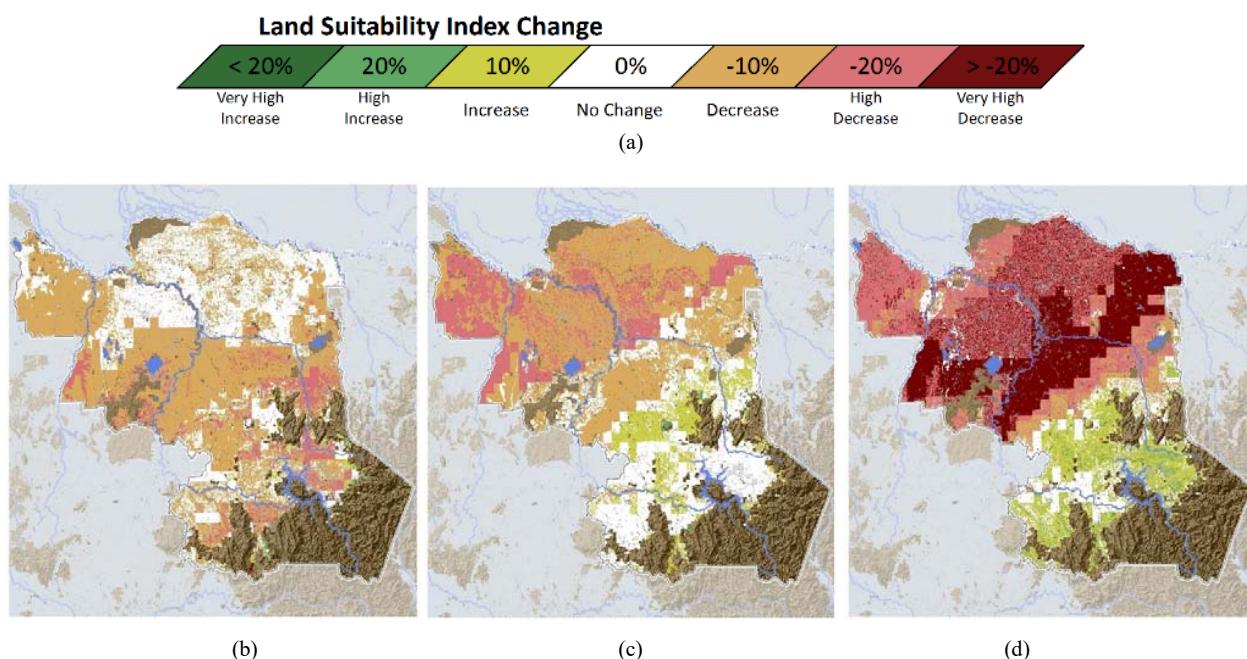 Land Suitability Index Change
< 20% 20% 10% 0% -10% -20% > -20%
Very High Increase High Increase Increase No Change Decrease High Decrease Very High Decrease
(a)
(b) (c) (d)